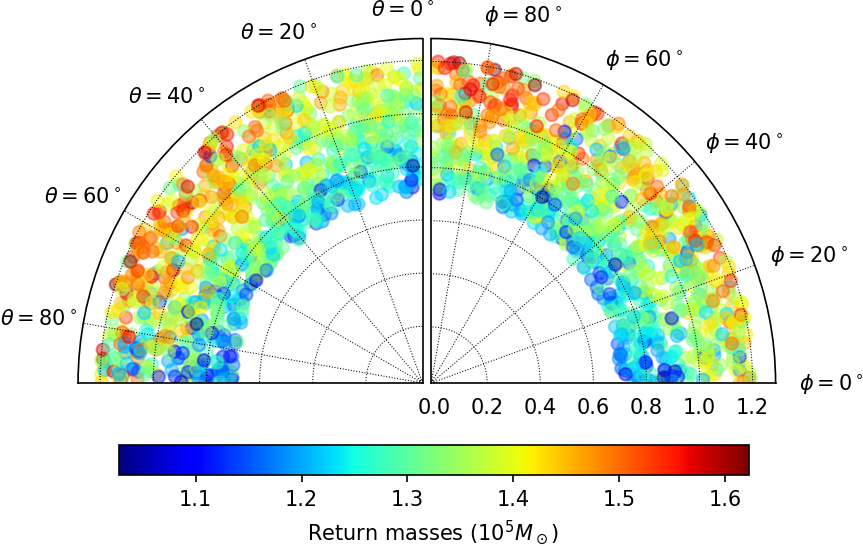 θ = 0°
ϕ = 80°
θ = 20°
ϕ = 60°
θ = 40°
ϕ = 40°
θ = 60°
ϕ = 20°
θ = 80°
ϕ = 0°
0.0 0.2 0.4 0.6 0.8 1.0 1.2
1.1 1.2 1.3 1.4 1.5 1.6
Return masses (10⁵M⊙)